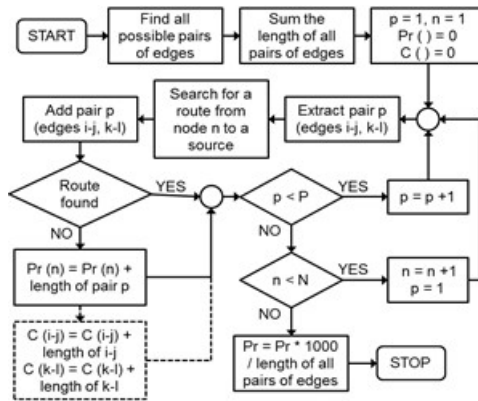 START
Find all
possible pairs
of edges
Sum the
length of all
pairs of edges
p = 1, n = 1
Pr ( ) = 0
C ( ) = 0
Add pair p
(edges i-j, k-l)
Search for a
route from
node n to a
source
Extract pair p
(edges i-j, k-l)
Route
found
YES
NO
p < P
YES
NO
p = p +1
Pr (n) = Pr (n) +
length of pair p
n < N
YES
NO
n = n +1
p = 1
C (i-j) = C (i-j) +
length of i-j
C (k-l) = C (k-l) +
length of k-l
Pr = Pr * 1000
/ length of all
pairs of edges
STOP